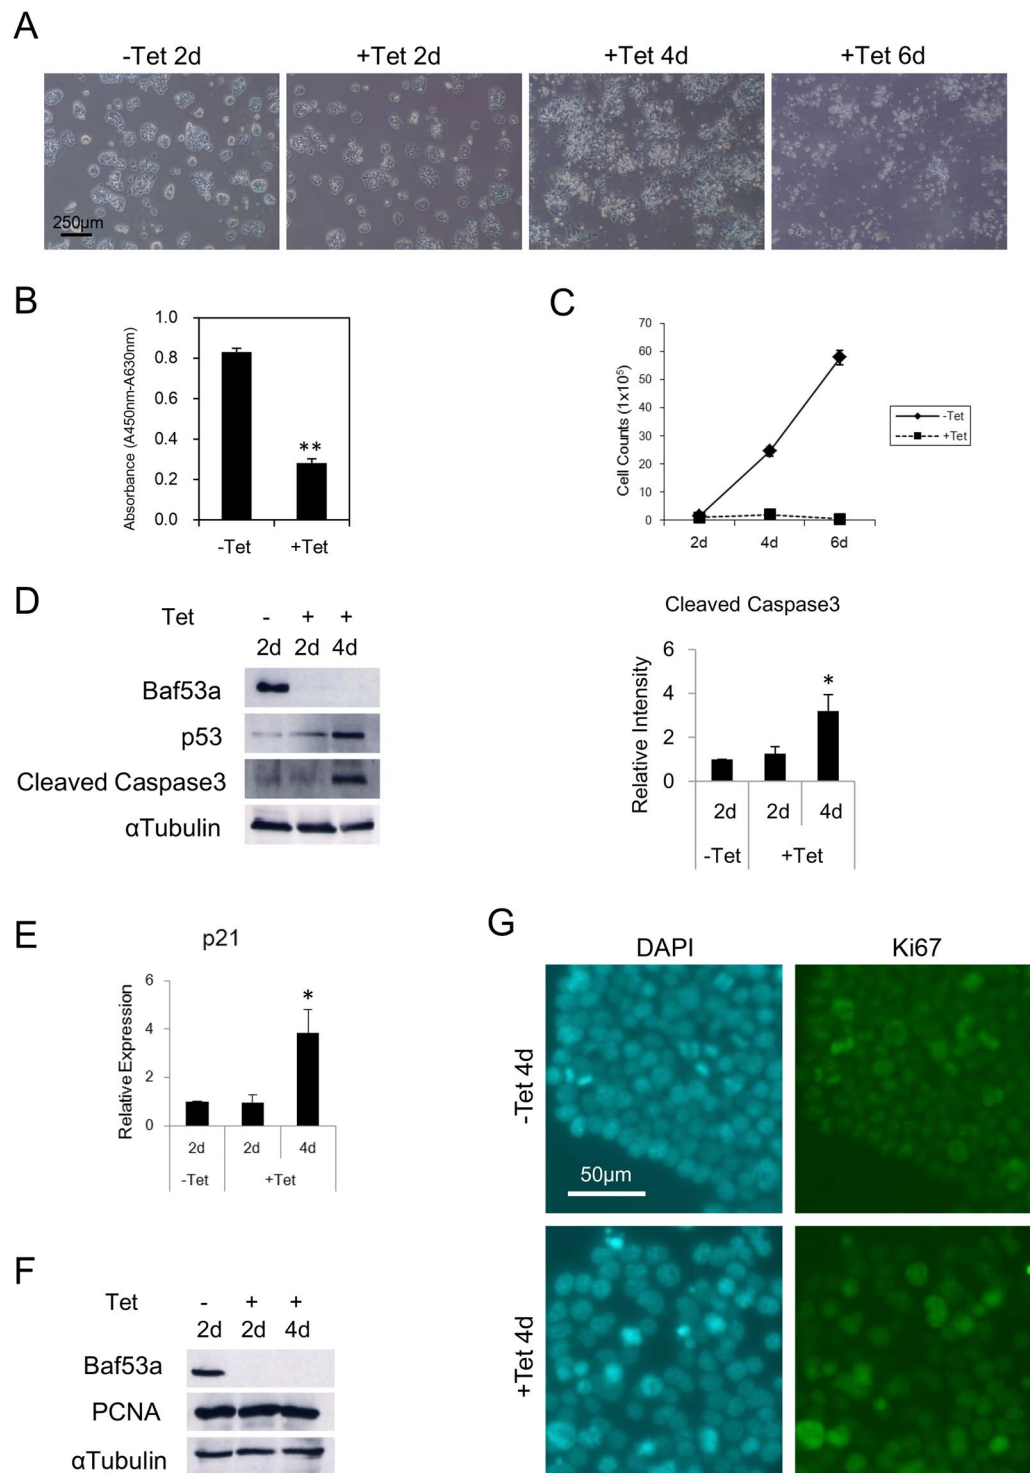 A
-Tet 2d +Tet 2d +Tet 4d +Tet 6d
250µm
B
Absorbance (A450nm-A630nm)
1.0
0.8
0.6
0.4
0.2
0.0
**
-Tet +Tet
C
Cell Counts (1x10⁵)
70
60
50
40
30
20
10
0
2d 4d 6d
-Tet
+Tet
D
Tet - + +
2d 2d 4d
Baf53a
p53
Cleaved Caspase3
αTubulin
Cleaved Caspase3
Relative Intensity
6
4
2
0
*
2d 2d 4d
-Tet +Tet
E
p21
Relative Expression
6
4
2
0
*
2d 2d 4d
-Tet +Tet
F
Tet - + +
2d 2d 4d
Baf53a
PCNA
αTubulin
G
DAPI Ki67
-Tet 4d
50µm
+Tet 4d